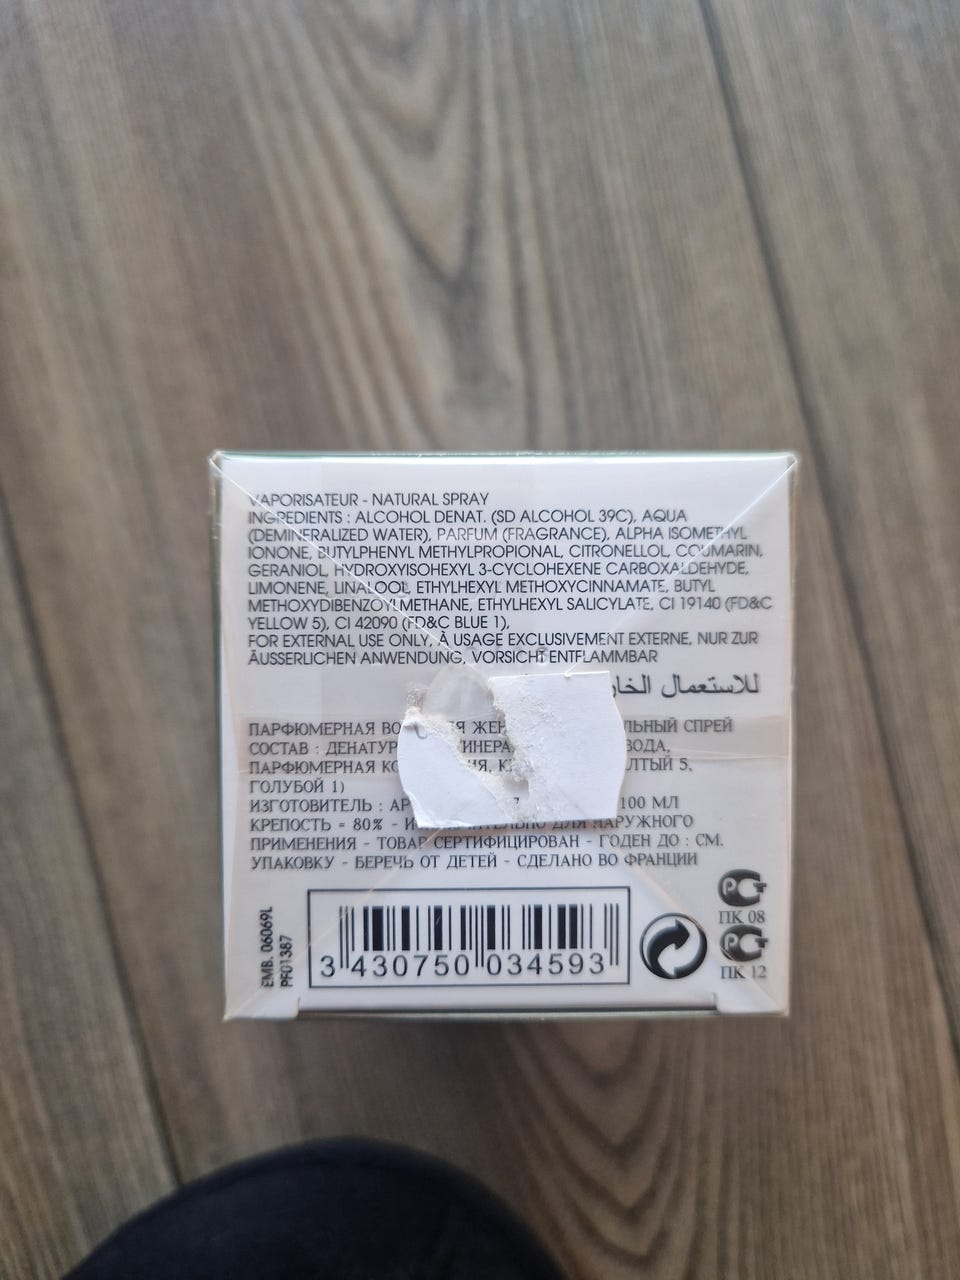 VAPORISATEUR - NATURAL SPRAY
INGREDIENTS : ALCOHOL DENAT. (SD ALCOHOL 39C), AQUA
(DEMINERALIZED WATER), PARFUM (FRAGRANCE), ALPHA ISOMETHYL
IONONE, BUTYLPHENYL METHYLPROPIONAL, CITRONELLOL, COUMARIN,
GERANIOL, HYDROXYISOHEXYL 3-CYCLOHEXENE CARBOXALDEHYDE,
LIMONENE, LINALOOL, ETHYLHEXYL METHOXYCINNAMATE, BUTYL
METHOXYDIBENZOYLMETHANE, ETHYLHEXYL SALICYLATE, CI 19140 (FD&C
YELLOW 5), CI 42090 (FD&C BLUE 1),
FOR EXTERNAL USE ONLY, À USAGE EXCLUSIVEMENT EXTERNE, NUR ZUR
ÄUSSERLICHEN ANWENDUNG, VORSICHT ENTFLAMMBAR
للاستعمال
ПАРФЮМЕРНАЯ СПРЕЙ
СОСТАВ : ВОДА,
ПАРФЮМЕРНАЯ 5,
ГОЛУБОЙ 1)
ИЗГОТОВИТЕЛЬ : 100 МЛ
КРЕПОСТЬ = 80% - ДЛЯ НАРУЖНОГО
ПРИМЕНЕНИЯ - ТОВАР СЕРТИФИЦИРОВАН - ГОДЕН ДО : СМ.
УПАКОВКУ - БЕРЕЧЬ ОТ ДЕТЕЙ - СДЕЛАНО ВО ФРАНЦИИ
EMB. 06069L
PF01387
3 430750 034593
РСТ
ПК 08
РСТ
ПК 12